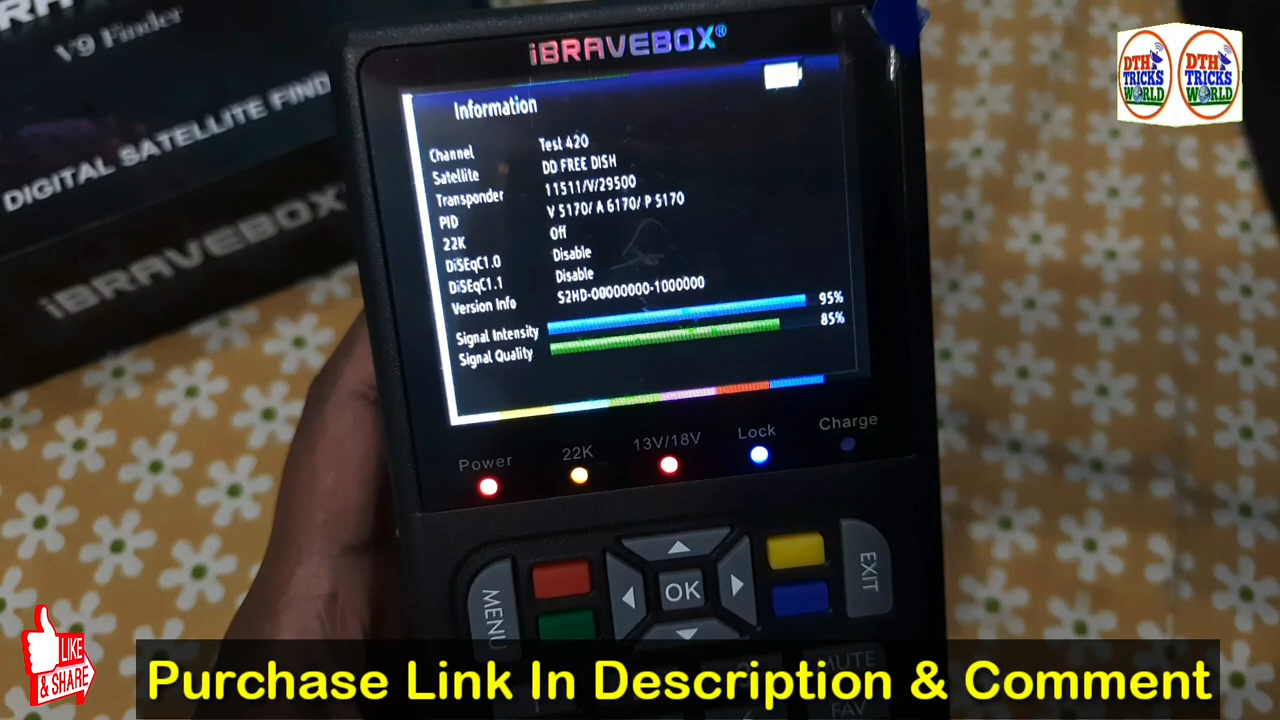 V9 Finder
DIGITAL SATELLITE FIND
iBRAVEBOX
iBRAVEBOX®
DTH
TRICKS
WORLD
DTH
TRICKS
WORLD
Information
Channel Test 420
Satellite DD FREE DISH
Transponder 11511/V/29500
PID V 5170/ A 6170/ P 5170
22K Off
DiSEqC1.0 Disable
DiSEqC1.1 Disable
Version Info S2HD-00000000-1000000
Signal Intensity 95%
Signal Quality 85%
Power 22K 13V/18V Lock Charge
MENU OK EXIT
MUTE
FAV
LIKE
& SHARE
Purchase Link In Description & Comment